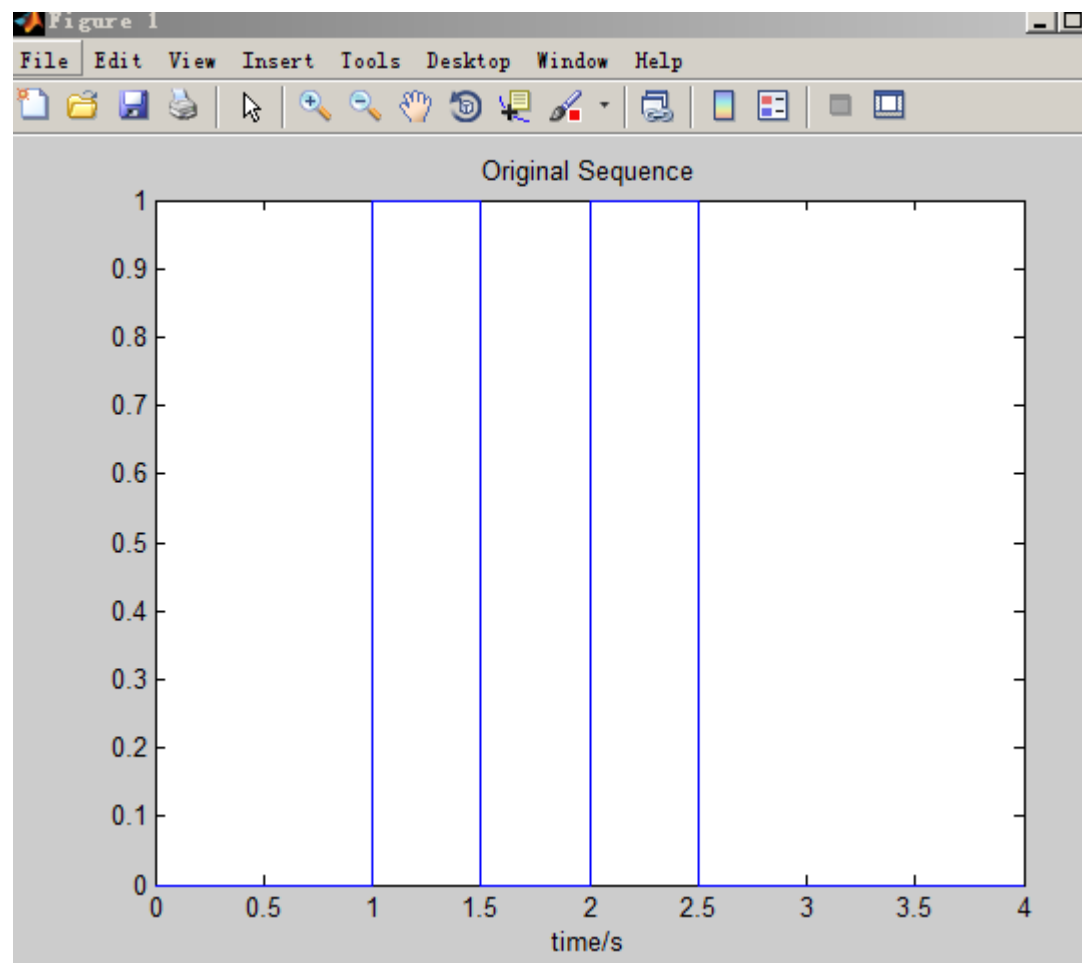 Figure 1
File Edit View Insert Tools Desktop Window Help
Original Sequence
1
0.9
0.8
0.7
0.6
0.5
0.4
0.3
0.2
0.1
0
0 0.5 1 1.5 2 2.5 3 3.5 4
time/s